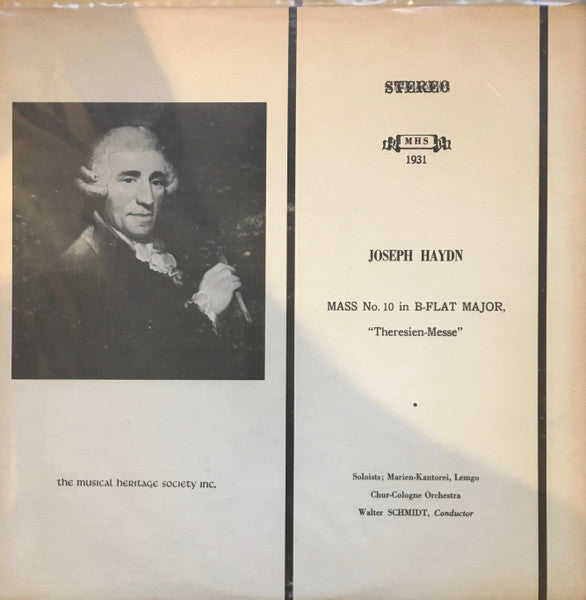 STEREO
MHS
1931
JOSEPH HAYDN
MASS No. 10 in B-FLAT MAJOR,
"Theresien-Messe"
the musical heritage society inc.
Soloists; Marien-Kantorei, Lemgo
Chur-Cologne Orchestra
Walter SCHMIDT, Conductor